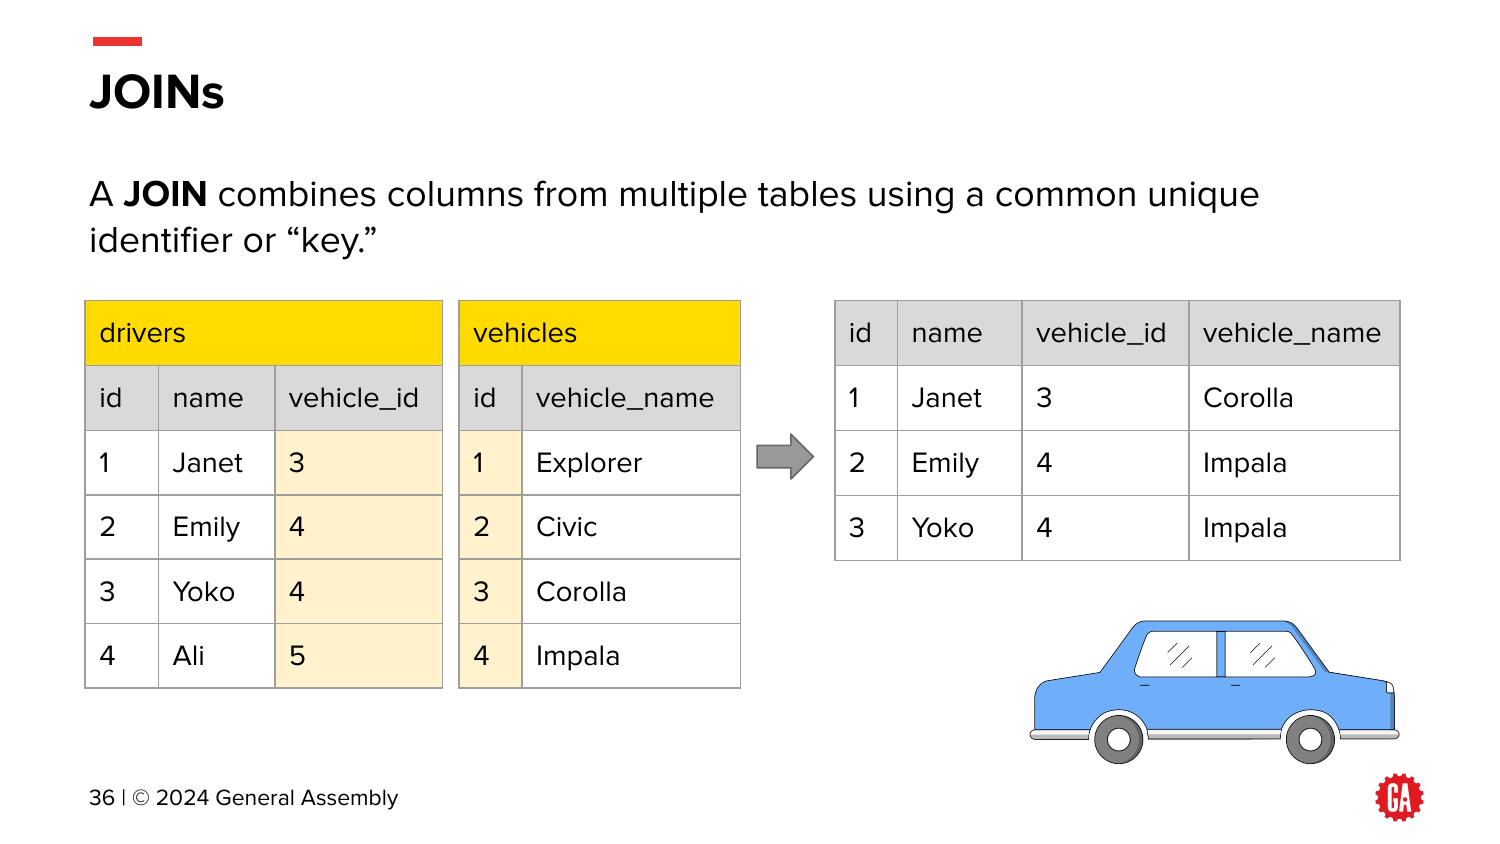 JOINs
A JOIN combines columns from multiple tables using a common unique
identifier or “key.”
drivers
id name vehicle_id
1 Janet 3
2 Emily 4
3 Yoko 4
4 Ali 5
vehicles
id vehicle_name
1 Explorer
2 Civic
3 Corolla
4 Impala
id name vehicle_id vehicle_name
1 Janet 3 Corolla
2 Emily 4 Impala
3 Yoko 4 Impala
36 | © 2024 General Assembly
GA